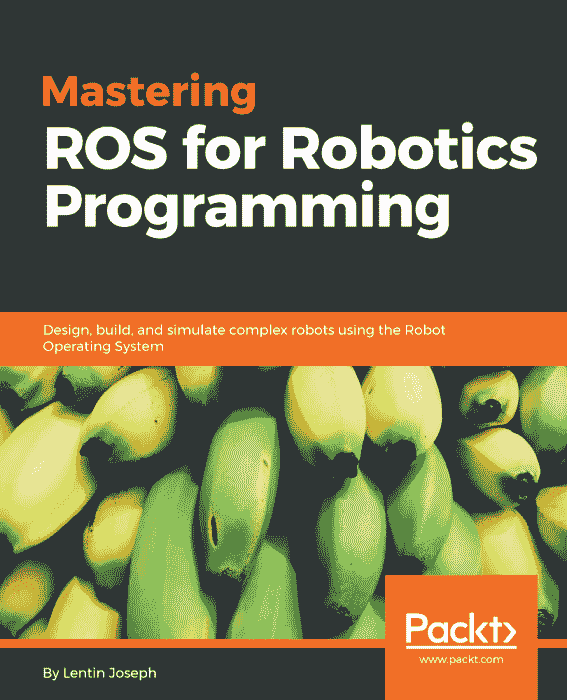 Mastering
ROS for Robotics
Programming
Design, build, and simulate complex robots using the Robot
Operating System
Packt>
www.packt.com
By Lentin Joseph